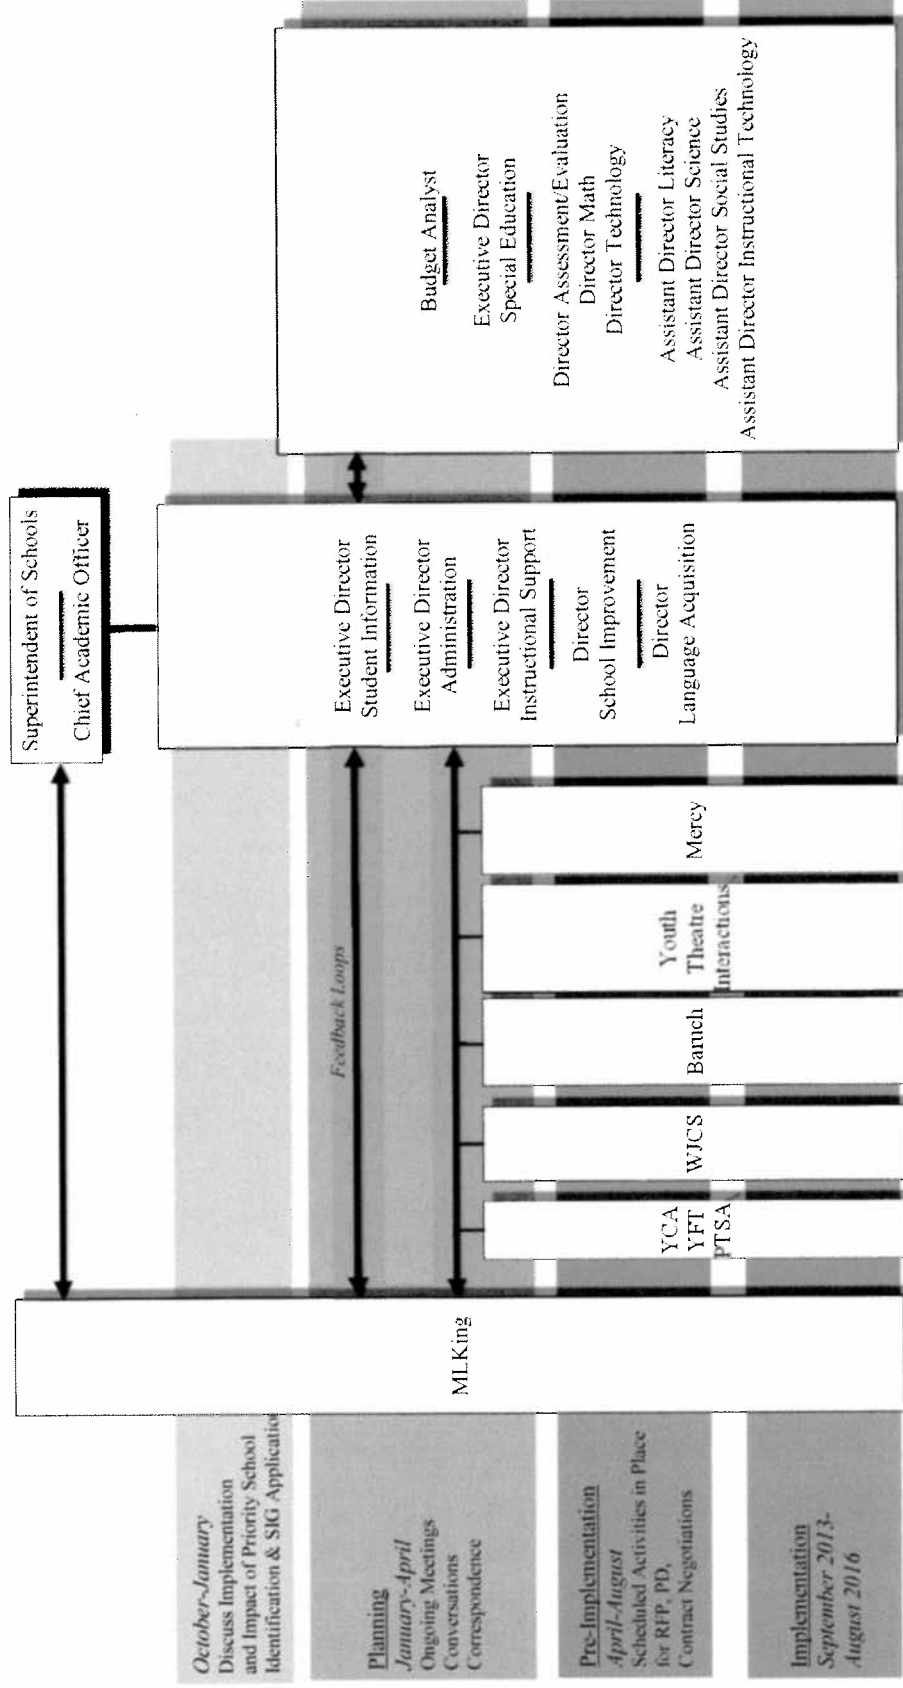 Superintendent of Schools
Chief Academic Officer
October-January
Discuss Implementation
and Impact of Priority School
Identification & SIG Application
Planning
January-April
Ongoing Meetings
Conversations
Correspondence
Pre-Implementation
April-August
Scheduled Activities in Place
for RFP, PD,
Contract Negotiations
Implementation
September 2013-
August 2016
MLKing
Feedback Loops
YCA
YFT
PTSA
WJCS
Baruch
Youth
Theatre
Interactions
Mercy
Executive Director
Student Information
Executive Director
Administration
Executive Director
Instructional Support
Director
School Improvement
Director
Language Acquisition
Budget Analyst
Executive Director
Special Education
Director Assessment/Evaluation
Director Math
Director Technology
Assistant Director Literacy
Assistant Director Science
Assistant Director Social Studies
Assistant Director Instructional Technology